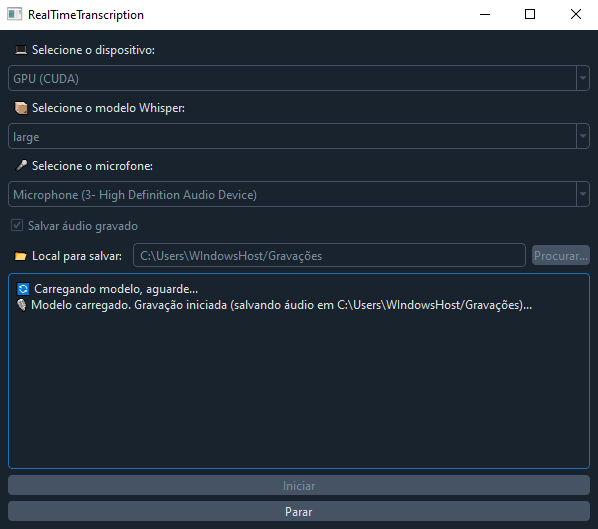 RealTimeTranscription
Selecione o dispositivo:
GPU (CUDA)
Selecione o modelo Whisper:
large
Selecione o microfone:
Microphone (3- High Definition Audio Device)
Salvar áudio gravado
Local para salvar: C:\Users\WIndowsHost/Gravações Procurar...
Carregando modelo, aguarde...
Modelo carregado. Gravação iniciada (salvando áudio em C:\Users\WIndowsHost/Gravações)...
Iniciar
Parar